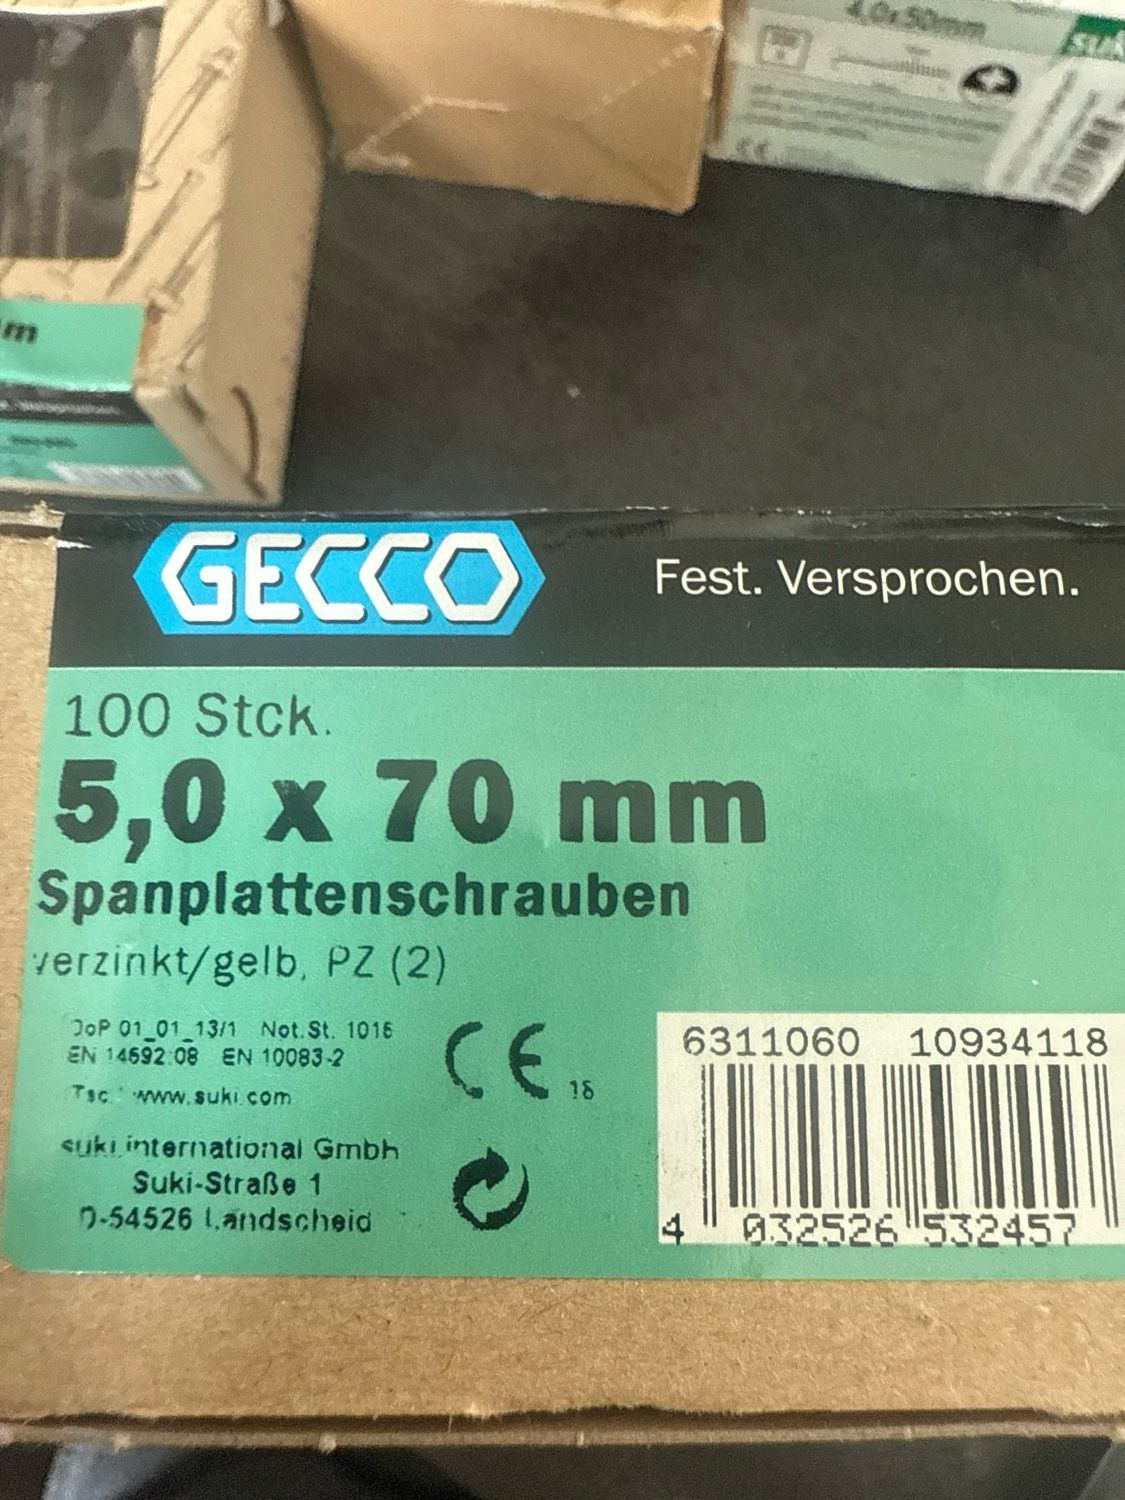 4,0x50mm
suki
m
GECCO
Fest. Versprochen.
100 Stck.
5,0 x 70 mm
Spanplattenschrauben
verzinkt/gelb, PZ (2)
DoP 01_01_13/1 Not.St. 1015
EN 14592:08 EN 10083-2
www.suki.com
CE 18
suki.international GmbH
Suki-Straße 1
D-54526 Landscheid
6311060 10934118
4 032526 532457